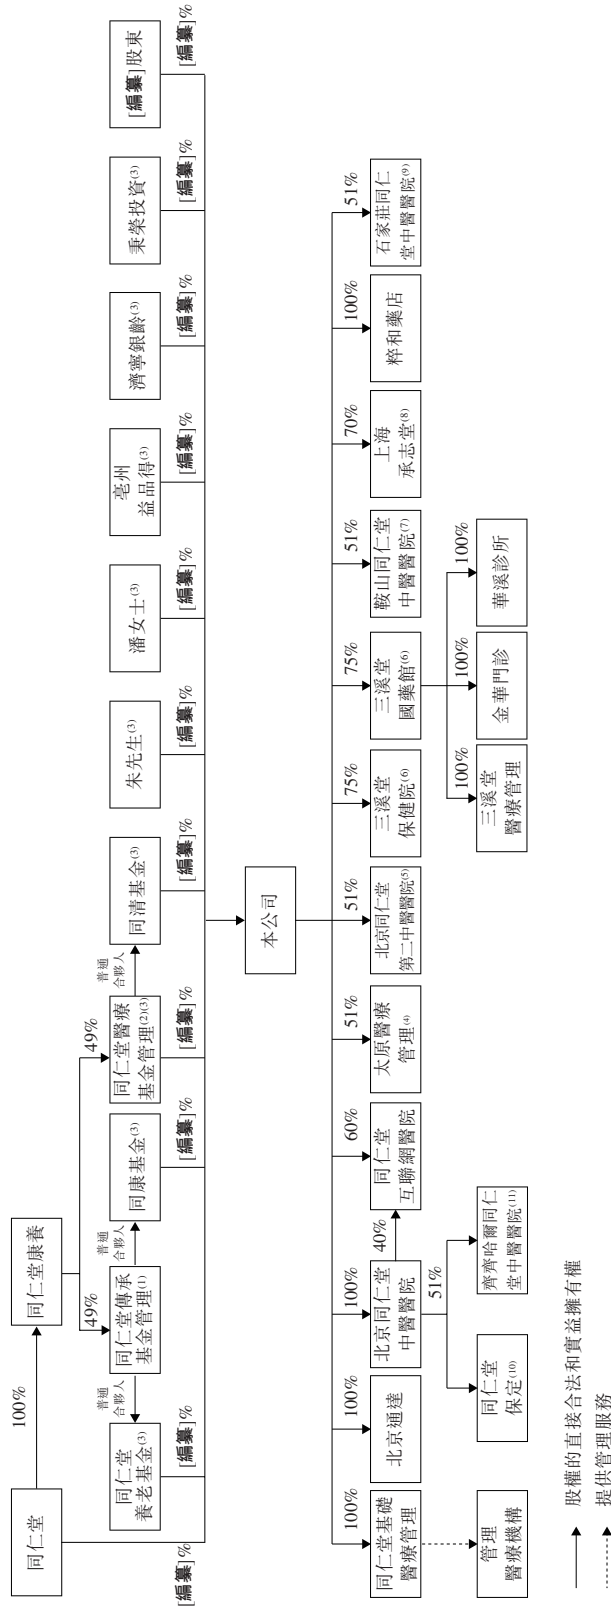 同仁堂
100%
同仁堂康養
49%
49%
同仁堂
養老基金(3)
普通
合夥人
同仁堂傳承
基金管理(1)
普通
合夥人
同康基金(3)
同仁堂醫療
基金管理(2)(3)
普通
合夥人
同清基金(3)
朱先生(3)
潘女士(3)
亳州
益品得(3)
濟寧銀齡(3)
秉榮投資(3)
[編纂]股東
[編纂]%
[編纂]%
[編纂]%
[編纂]%
[編纂]%
[編纂]%
[編纂]%
[編纂]%
[編纂]%
[編纂]%
[編纂]%
本公司
100%
100%
100%
60%
51%
51%
75%
75%
51%
70%
100%
51%
同仁堂基礎
醫療管理
北京通達
北京同仁堂
中醫醫院
40%
同仁堂
互聯網醫院
太原醫療
管理(4)
北京同仁堂
第二中醫醫院(5)
三溪堂
保健院(6)
三溪堂
國藥館(6)
鞍山同仁堂
中醫醫院(7)
上海
承志堂(8)
粹和藥店
石家莊同仁
堂中醫醫院(9)
51%
100%
100%
100%
管理
醫療機構
同仁堂
保定(10)
齊齊哈爾同仁
堂中醫醫院(11)
三溪堂
醫療管理
金華門診
華溪診所
股權的直接合法和實益擁有權
提供管理服務